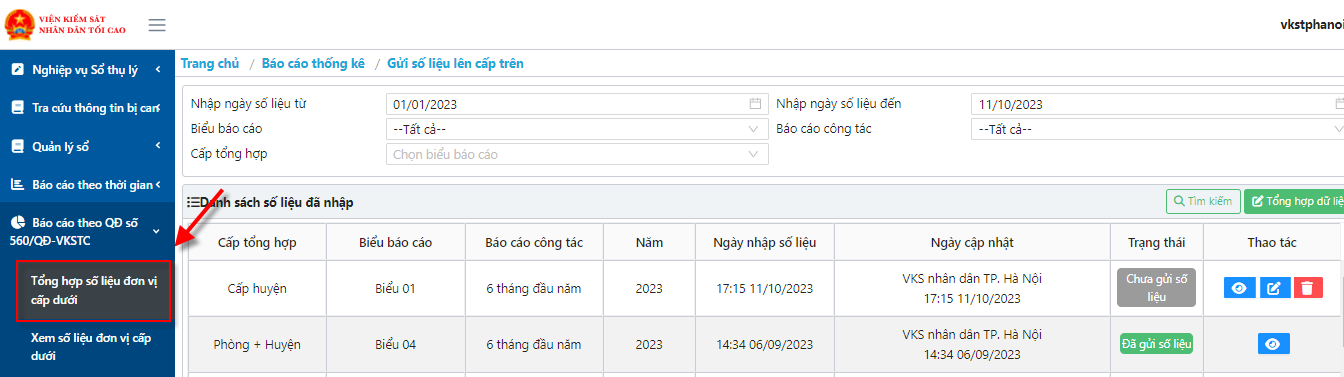 VIỆN KIỂM SÁT
NHÂN DÂN TỐI CAO
vkstphanoi
Nghiệp vụ Sổ thụ lý
Tra cứu thông tin bị can
Quản lý sổ
Báo cáo theo thời gian
Báo cáo theo QĐ số
560/QĐ-VKSTC
Tổng hợp số liệu đơn vị
cấp dưới
Xem số liệu đơn vị cấp
dưới
Trang chủ / Báo cáo thống kê / Gửi số liệu lên cấp trên
Nhập ngày số liệu từ 01/01/2023 Nhập ngày số liệu đến 11/10/2023
Biểu báo cáo --Tất cả-- Báo cáo công tác --Tất cả--
Cấp tổng hợp Chọn biểu báo cáo
Danh sách số liệu đã nhập Tìm kiếm Tổng hợp dữ liệ
Cấp tổng hợp Biểu báo cáo Báo cáo công tác Năm Ngày nhập số liệu Ngày cập nhật Trạng thái Thao tác
Cấp huyện Biểu 01 6 tháng đầu năm 2023 17:15 11/10/2023 VKS nhân dân TP. Hà Nội Chưa gửi số
17:15 11/10/2023 liệu
Phòng + Huyện Biểu 04 6 tháng đầu năm 2023 14:34 06/09/2023 VKS nhân dân TP. Hà Nội Đã gửi số liệu
14:34 06/09/2023